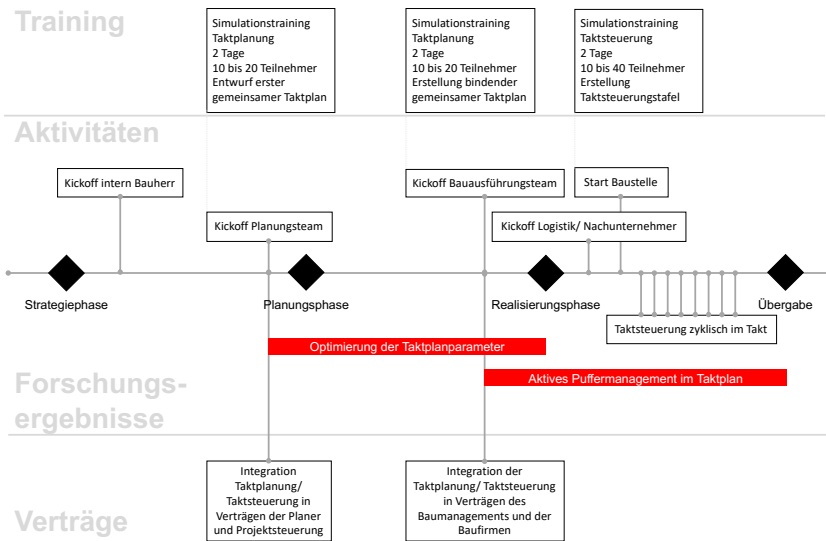 Training
Simulationstraining
Taktplanung
2 Tage
10 bis 20 Teilnehmer
Entwurf erster
gemeinsamer Taktplan
Simulationstraining
Taktplanung
2 Tage
10 bis 20 Teilnehmer
Erstellung bindender
gemeinsamer Taktplan
Simulationstraining
Taktsteuerung
2 Tage
10 bis 40 Teilnehmer
Erstellung
Taktsteuerungstafel
Aktivitäten
Kickoff intern Bauherr
Kickoff Bauausführungsteam
Start Baustelle
Kickoff Planungsteam
Kickoff Logistik/ Nachunternehmer
Strategiephase
Planungsphase
Realisierungsphase
Übergabe
Taktsteuerung zyklisch im Takt
Optimierung der Taktplanparameter
Aktives Puffermanagement im Taktplan
Forschungs-
ergebnisse
Integration
Taktplanung/
Taktsteuerung in
Verträgen der Planer
und Projektsteuerung
Integration der
Taktplanung/ Taktsteuerung
in Verträgen des
Baumanagements und der
Baufirmen
Verträge